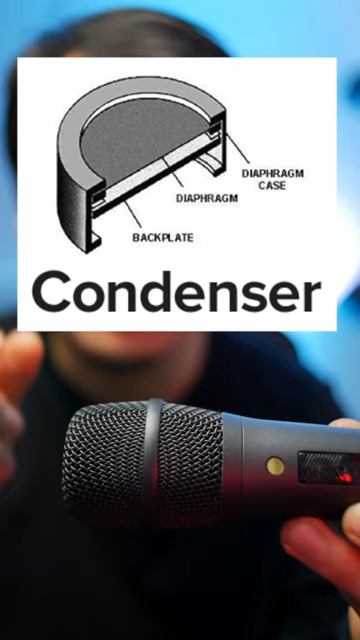 DIAPHRAGM
CASE
DIAPHRAGM
BACKPLATE
Condenser